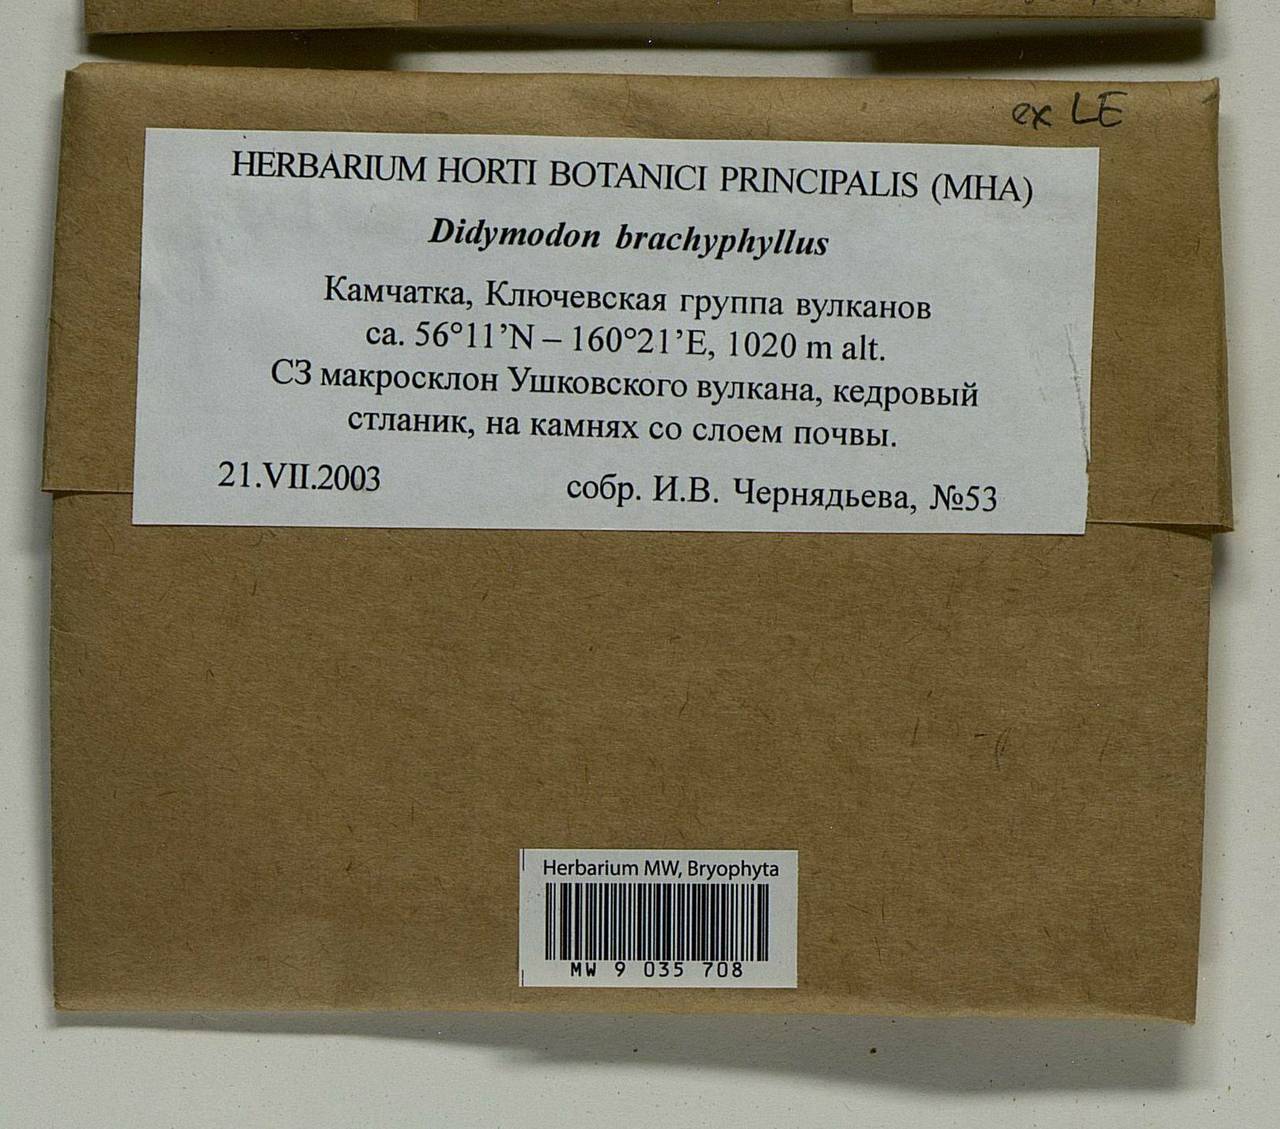 ex LE
HERBARIUM HORTI BOTANICI PRINCIPALIS (MHA)
Didymodon brachyphyllus
Камчатка, Ключевская группа вулканов
ca. 56°11’N – 160°21’E, 1020 m alt.
СЗ макросклон Ушковского вулкана, кедровый
стланик, на камнях со слоем почвы.
21.VII.2003 собр. И.В. Чернядьева, №53
Herbarium MW, Bryophyta
MW 9 035 708